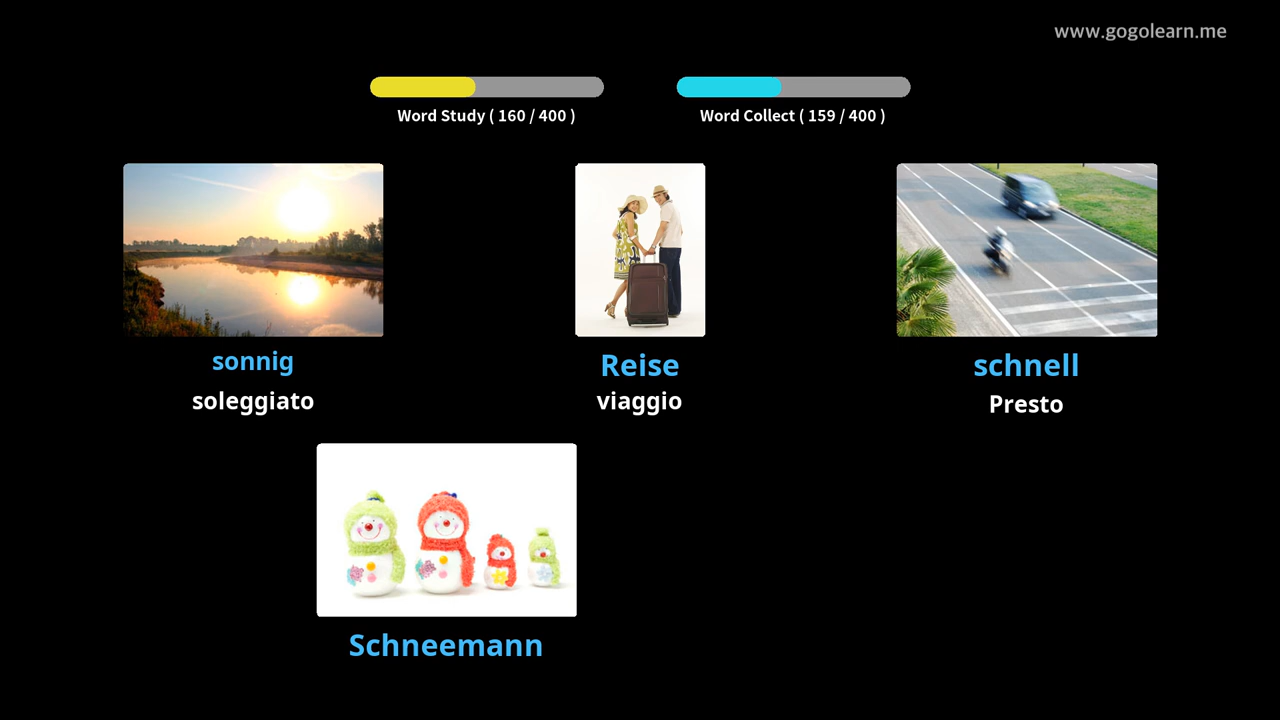 www.gogolearn.me
Word Study ( 160 / 400 )
Word Collect ( 159 / 400 )
sonnig
soleggiato
Reise
viaggio
schnell
Presto
Schneemann